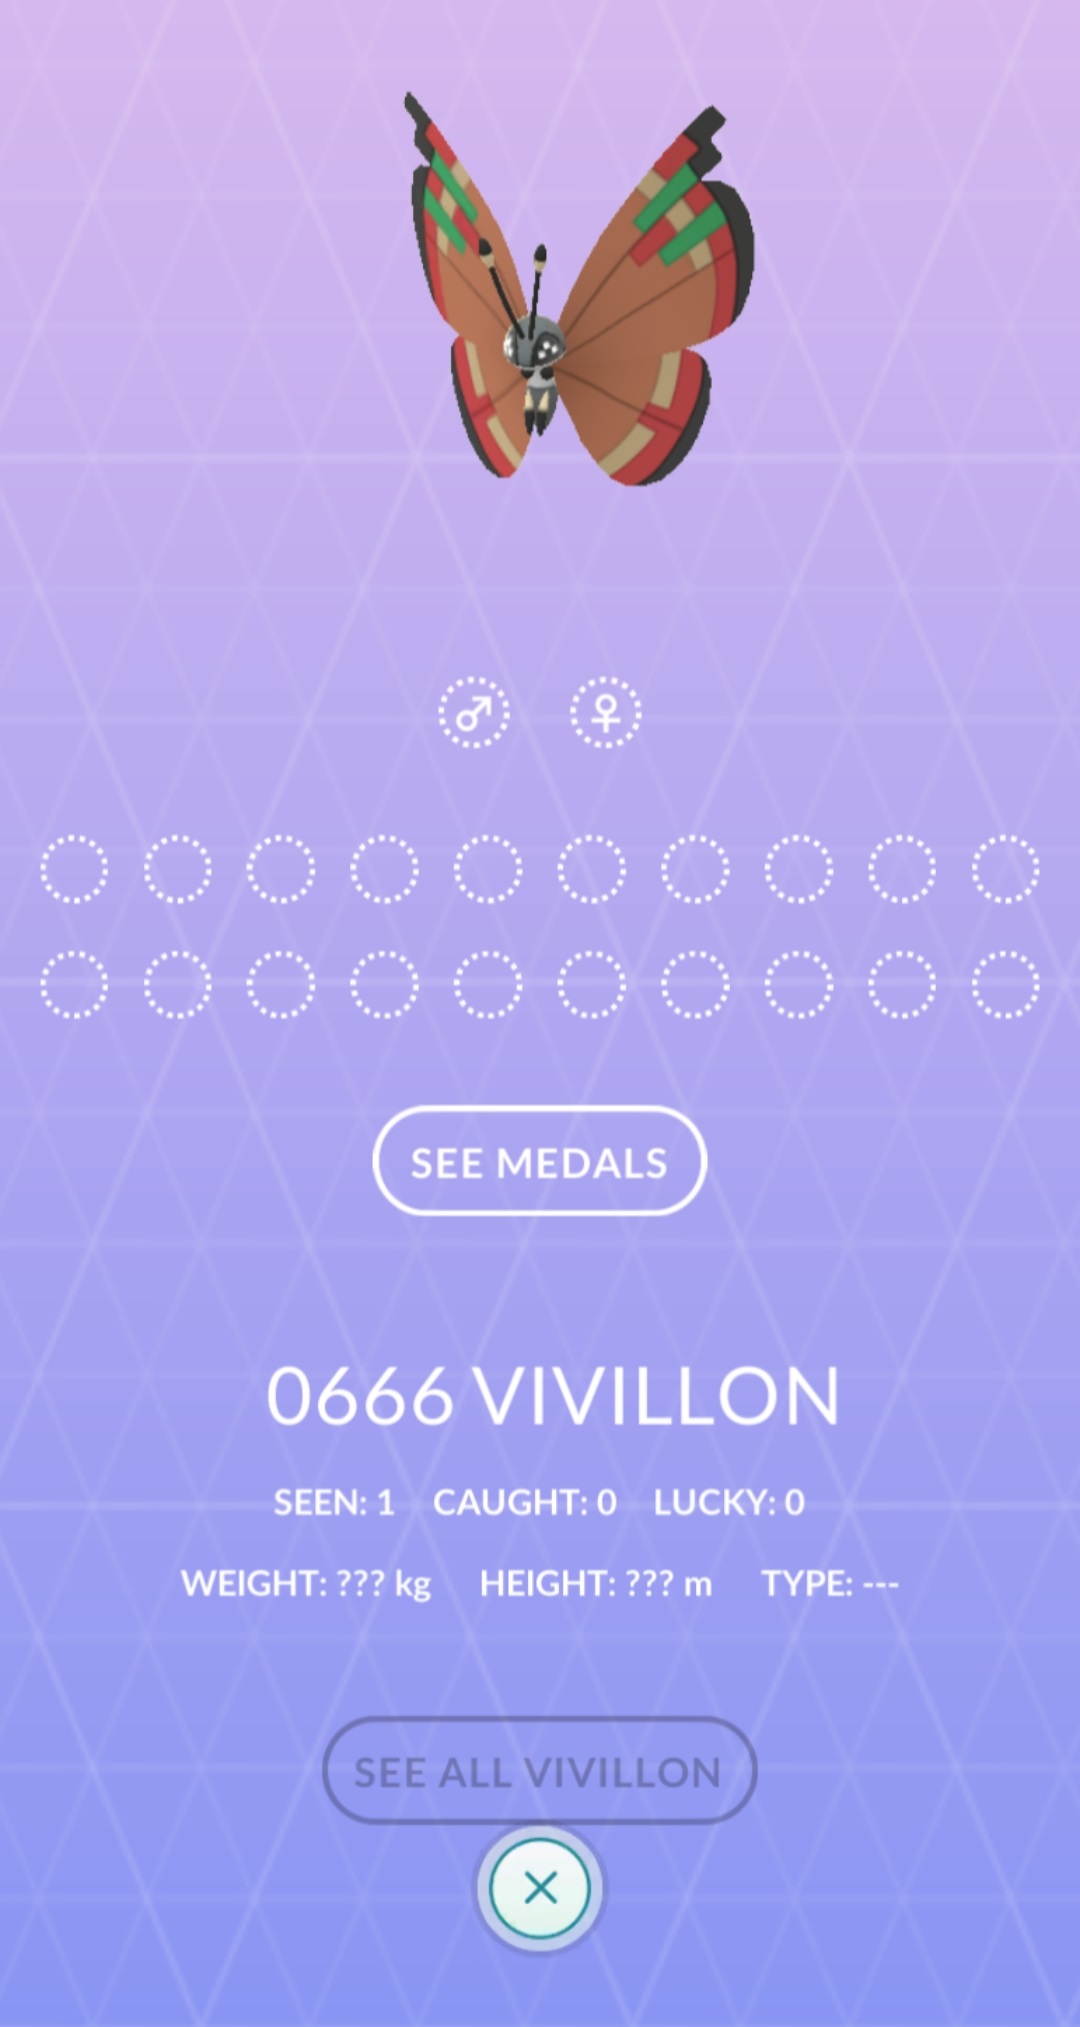 ♂ ♀
SEE MEDALS
0666 VIVILLON
SEEN: 1 CAUGHT: 0 LUCKY: 0
WEIGHT: ??? kg HEIGHT: ??? m TYPE: ---
SEE ALL VIVILLON